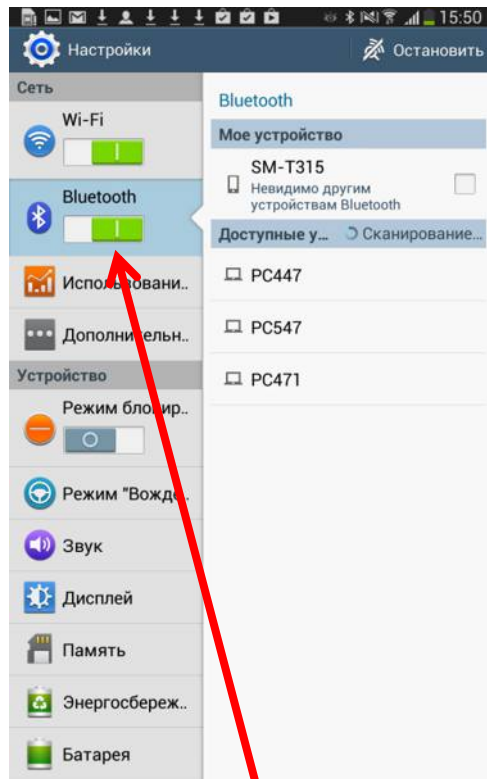 15:50
Настройки
Остановить
Сеть
Wi-Fi
Bluetooth
Использовани..
Дополнительн..
Устройство
Режим блокир..
Режим "Вожде..
Звук
Дисплей
Память
Энергосбереж..
Батарея
Bluetooth
Мое устройство
SM-T315
Невидимо другим
устройствам Bluetooth
Доступные у... Сканирование...
PC447
PC547
PC471